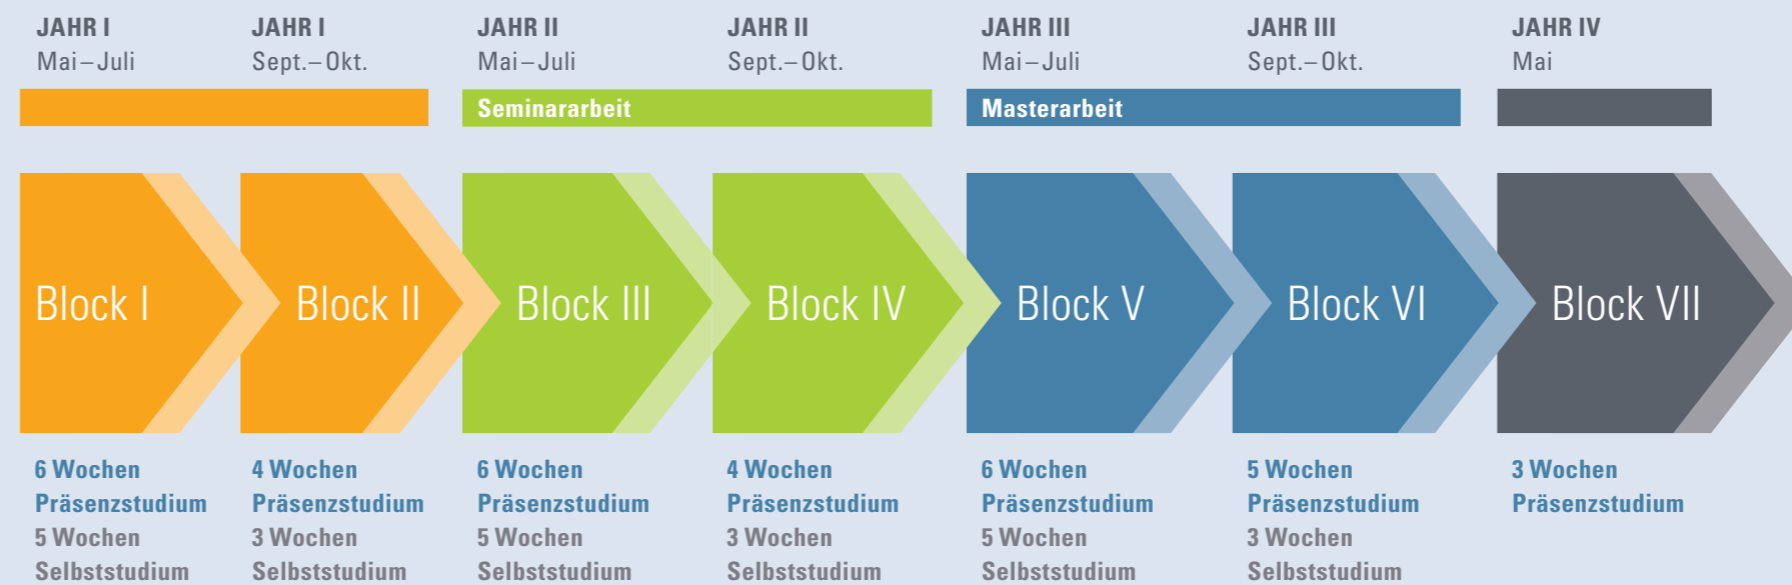 JAHR I
Mai–Juli
JAHR I
Sept.–Okt.
JAHR II
Mai–Juli
JAHR II
Sept.–Okt.
JAHR III
Mai–Juli
JAHR III
Sept.–Okt.
JAHR IV
Mai
Seminararbeit
Masterarbeit
Block I
Block II
Block III
Block IV
Block V
Block VI
Block VII
6 Wochen
Präsenzstudium
5 Wochen
Selbststudium
4 Wochen
Präsenzstudium
3 Wochen
Selbststudium
6 Wochen
Präsenzstudium
5 Wochen
Selbststudium
4 Wochen
Präsenzstudium
3 Wochen
Selbststudium
6 Wochen
Präsenzstudium
5 Wochen
Selbststudium
5 Wochen
Präsenzstudium
3 Wochen
Selbststudium
3 Wochen
Präsenzstudium